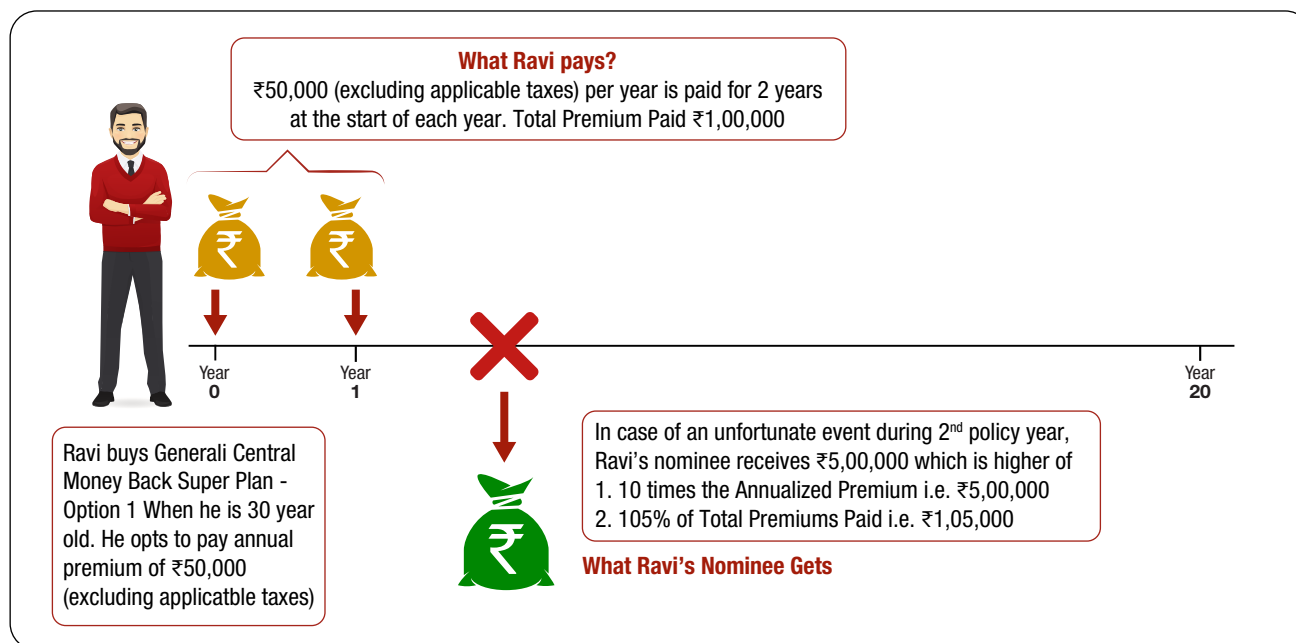 What Ravi pays?
₹50,000 (excluding applicable taxes) per year is paid for 2 years
at the start of each year. Total Premium Paid ₹1,00,000
₹
₹
Year
0
Year
1
Year
20
Ravi buys Generali Central
Money Back Super Plan -
Option 1 When he is 30 year
old. He opts to pay annual
premium of ₹50,000
(excluding applicatble taxes)
In case of an unfortunate event during 2nd policy year,
Ravi’s nominee receives ₹5,00,000 which is higher of
1. 10 times the Annualized Premium i.e. ₹5,00,000
2. 105% of Total Premiums Paid i.e. ₹1,05,000
₹
What Ravi’s Nominee Gets